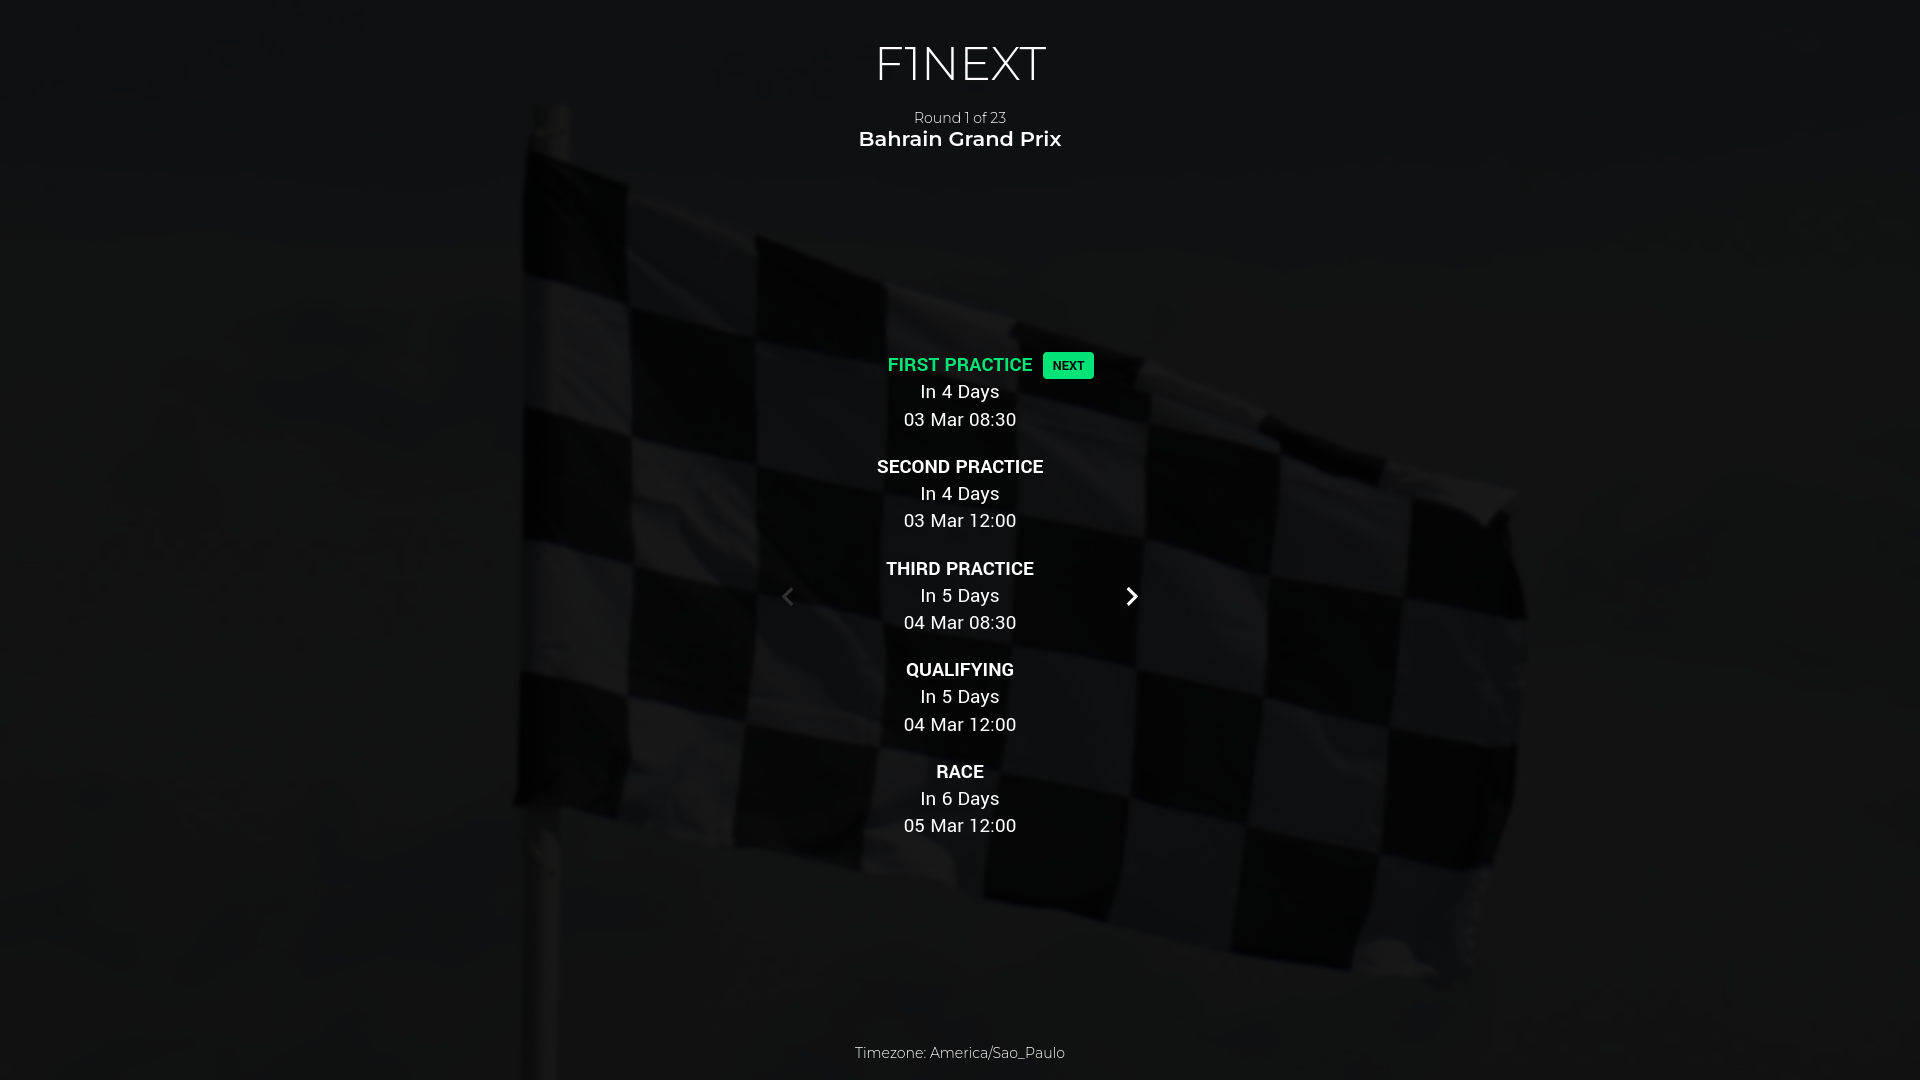 F1NEXT
Round 1 of 23
Bahrain Grand Prix
FIRST PRACTICE NEXT
In 4 Days
03 Mar 08:30
SECOND PRACTICE
In 4 Days
03 Mar 12:00
THIRD PRACTICE
In 5 Days
04 Mar 08:30
QUALIFYING
In 5 Days
04 Mar 12:00
RACE
In 6 Days
05 Mar 12:00
Timezone: America/Sao_Paulo